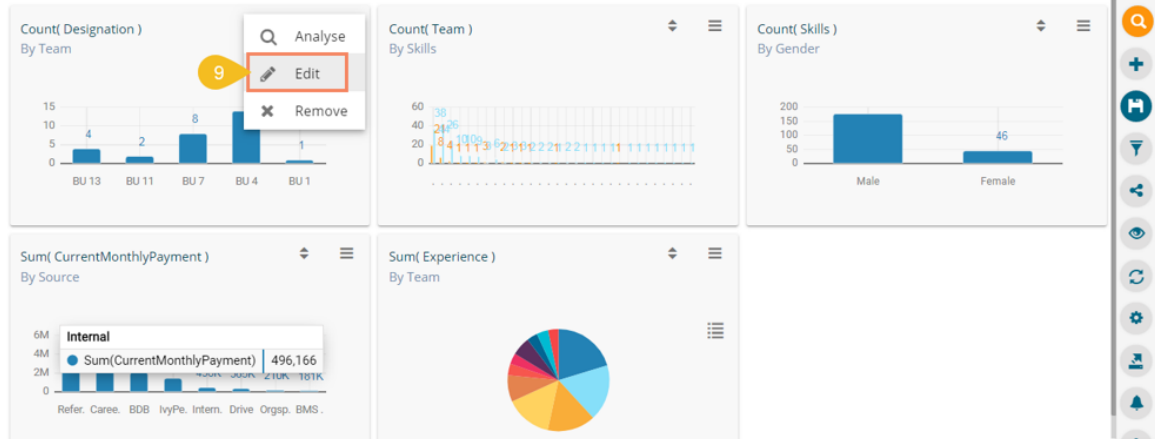 Count( Designation )
By Team
Analyse
9
Edit
Remove
15
10
5
0
4
2
8
1
BU 13 BU 11 BU 7 BU 4 BU 1
Count( Team )
By Skills
60
40
20
0
38
26
Count( Skills )
By Gender
200
150
100
50
0
46
Male Female
Sum( CurrentMonthlyPayment )
By Source
6M
4M
2M
0
Internal
Sum(CurrentMonthlyPayment) 496,166
210K 181K
Refer. Caree. BDB IvyPe. Intern. Drive Orgsp. BMS .
Sum( Experience )
By Team